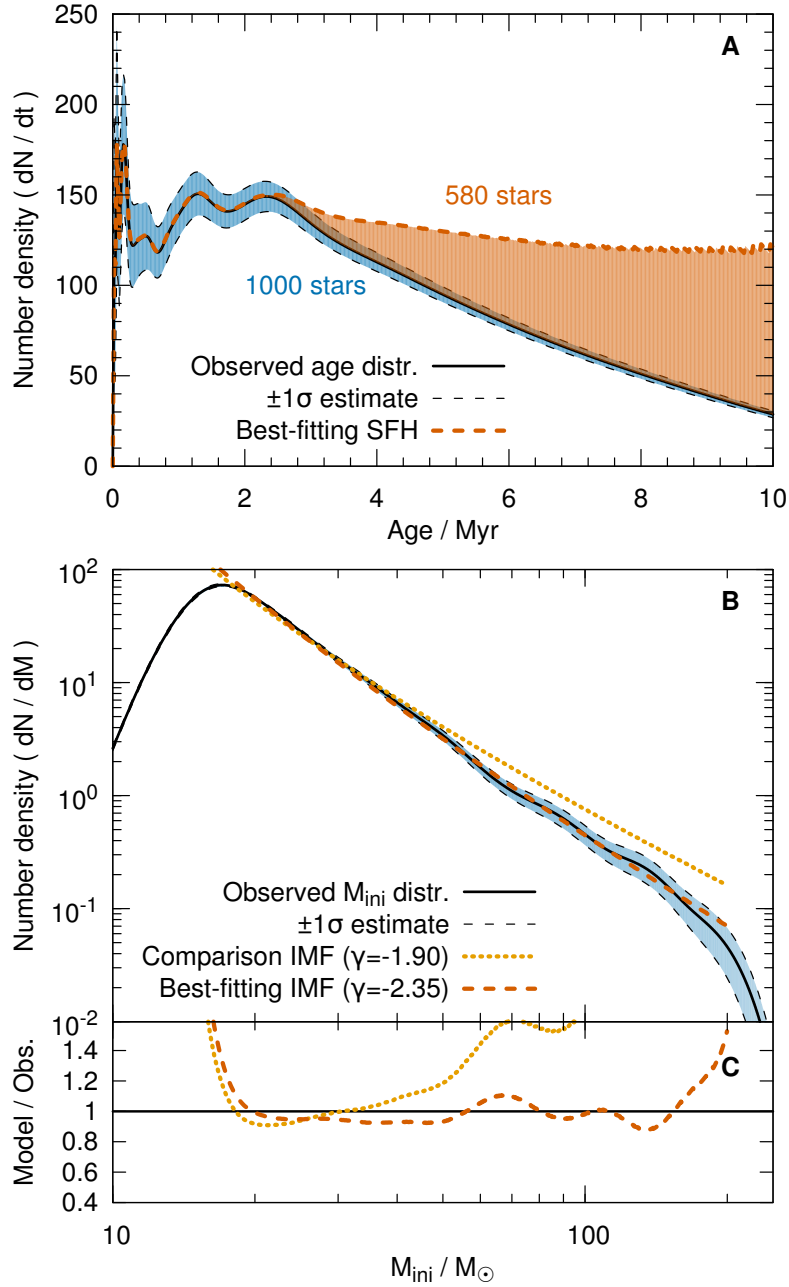 A
250
200
150
100
50
0
Number density ( dN / dt )
580 stars
1000 stars
Observed age distr.
±1σ estimate
Best-fitting SFH
0 2 4 6 8 10
Age / Myr
B
10²
10¹
10⁰
10⁻¹
10⁻²
Number density ( dN / dM )
Observed Mᵢₙᵢ distr.
±1σ estimate
Comparison IMF (γ=-1.90)
Best-fitting IMF (γ=-2.35)
C
1.4
1.2
1
0.8
0.6
0.4
Model / Obs.
10 100
Mᵢₙᵢ / M☉